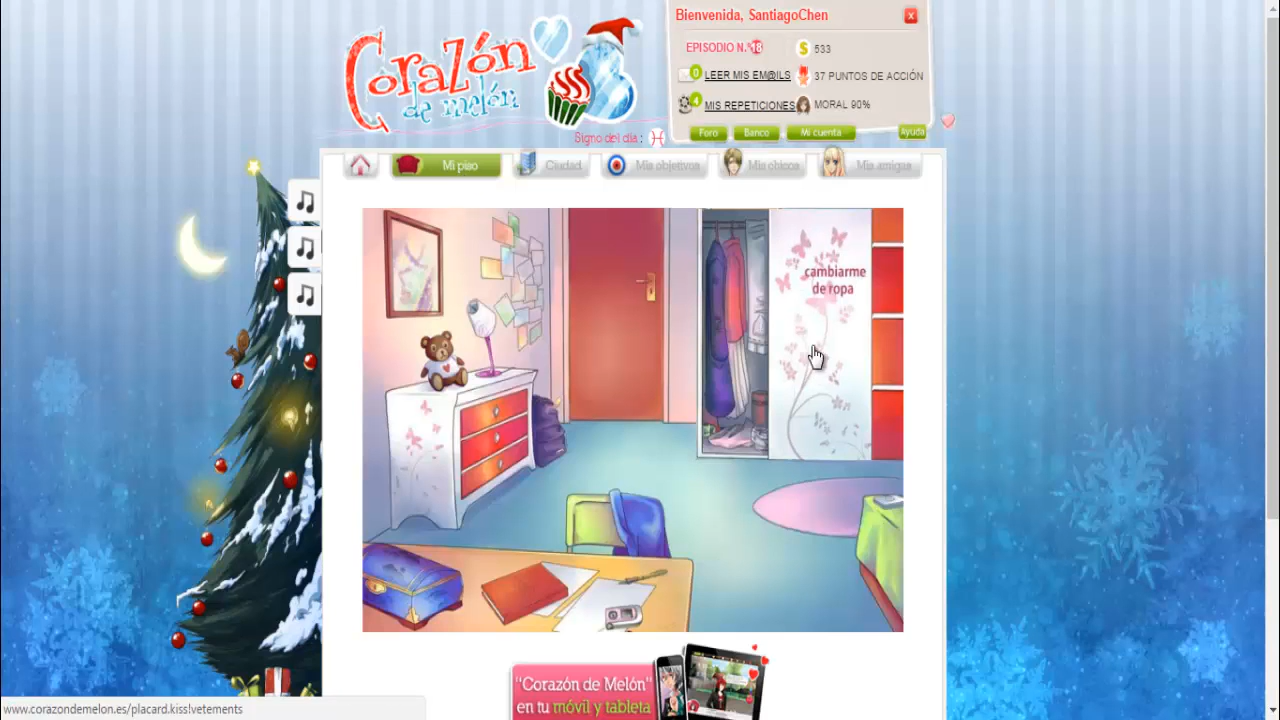 Corazón
de melón
Bienvenida, SantiagoChen
x
EPISODIO N.º 18
533
0
LEER MIS EM@ILS
37 PUNTOS DE ACCIÓN
4
MIS REPETICIONES
MORAL 90%
Foro
Banco
Mi cuenta
Ayuda
Signo del día :
Mi piso
Ciudad
Mis objetivos
Mis chicos
Mis amigas
cambiarme
de ropa
"Corazón de Melón"
en tu móvil y tableta
www.corazondemelon.es/placard.kiss!vetements